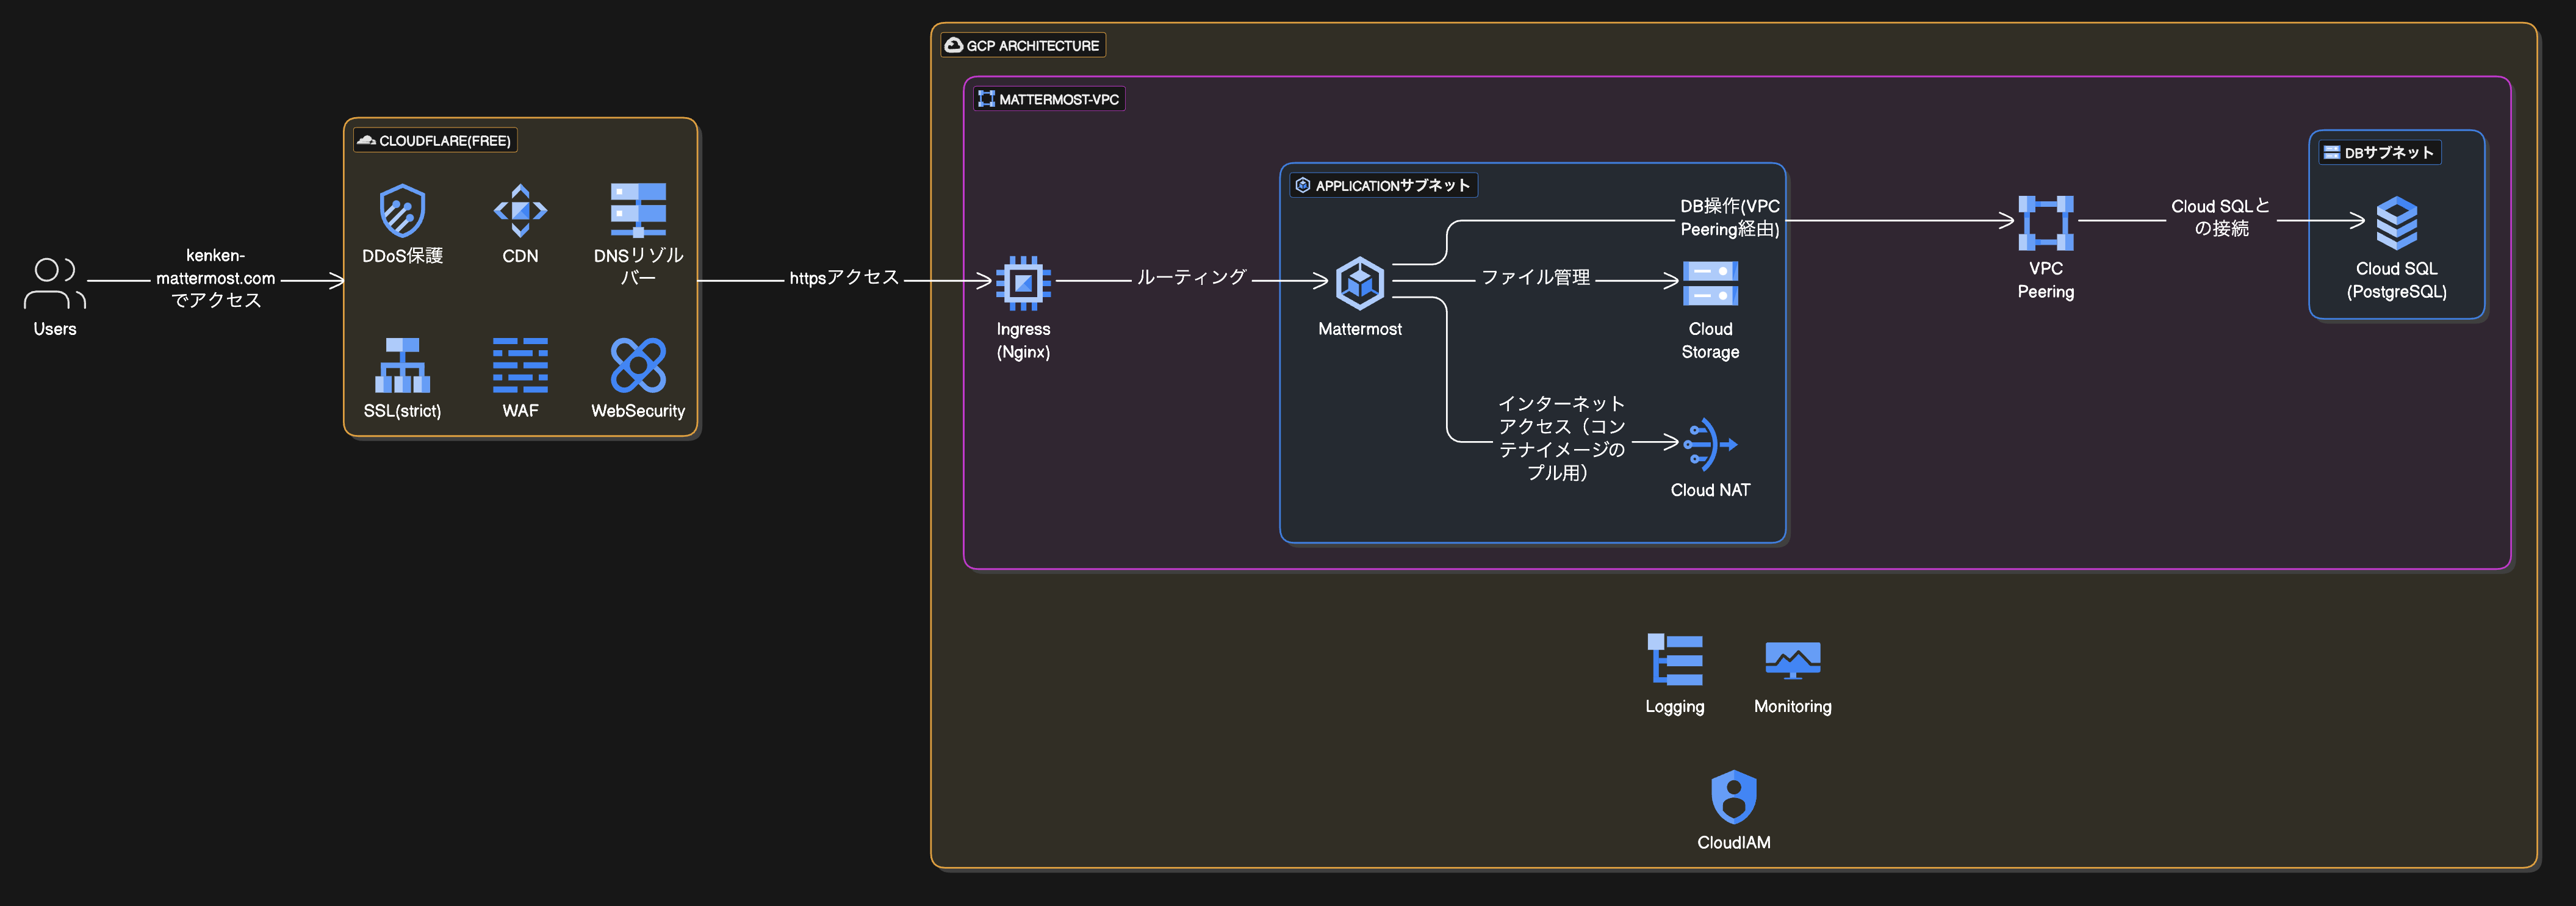 GCP ARCHITECTURE
MATTERMOST-VPC
CLOUDFLARE(FREE)
DDoS保護
CDN
DNSリゾル
バー
SSL(strict)
WAF
WebSecurity
Users
kenken-
mattermost.com
でアクセス
httpsアクセス
Ingress
(Nginx)
ルーティング
APPLICATIONサブネット
Mattermost
DB操作(VPC
Peering経由)
ファイル管理
Cloud
Storage
インターネット
アクセス（コン
テナイメージの
プル用）
Cloud NAT
VPC
Peering
Cloud SQLと
の接続
DBサブネット
Cloud SQL
(PostgreSQL)
Logging
Monitoring
CloudIAM